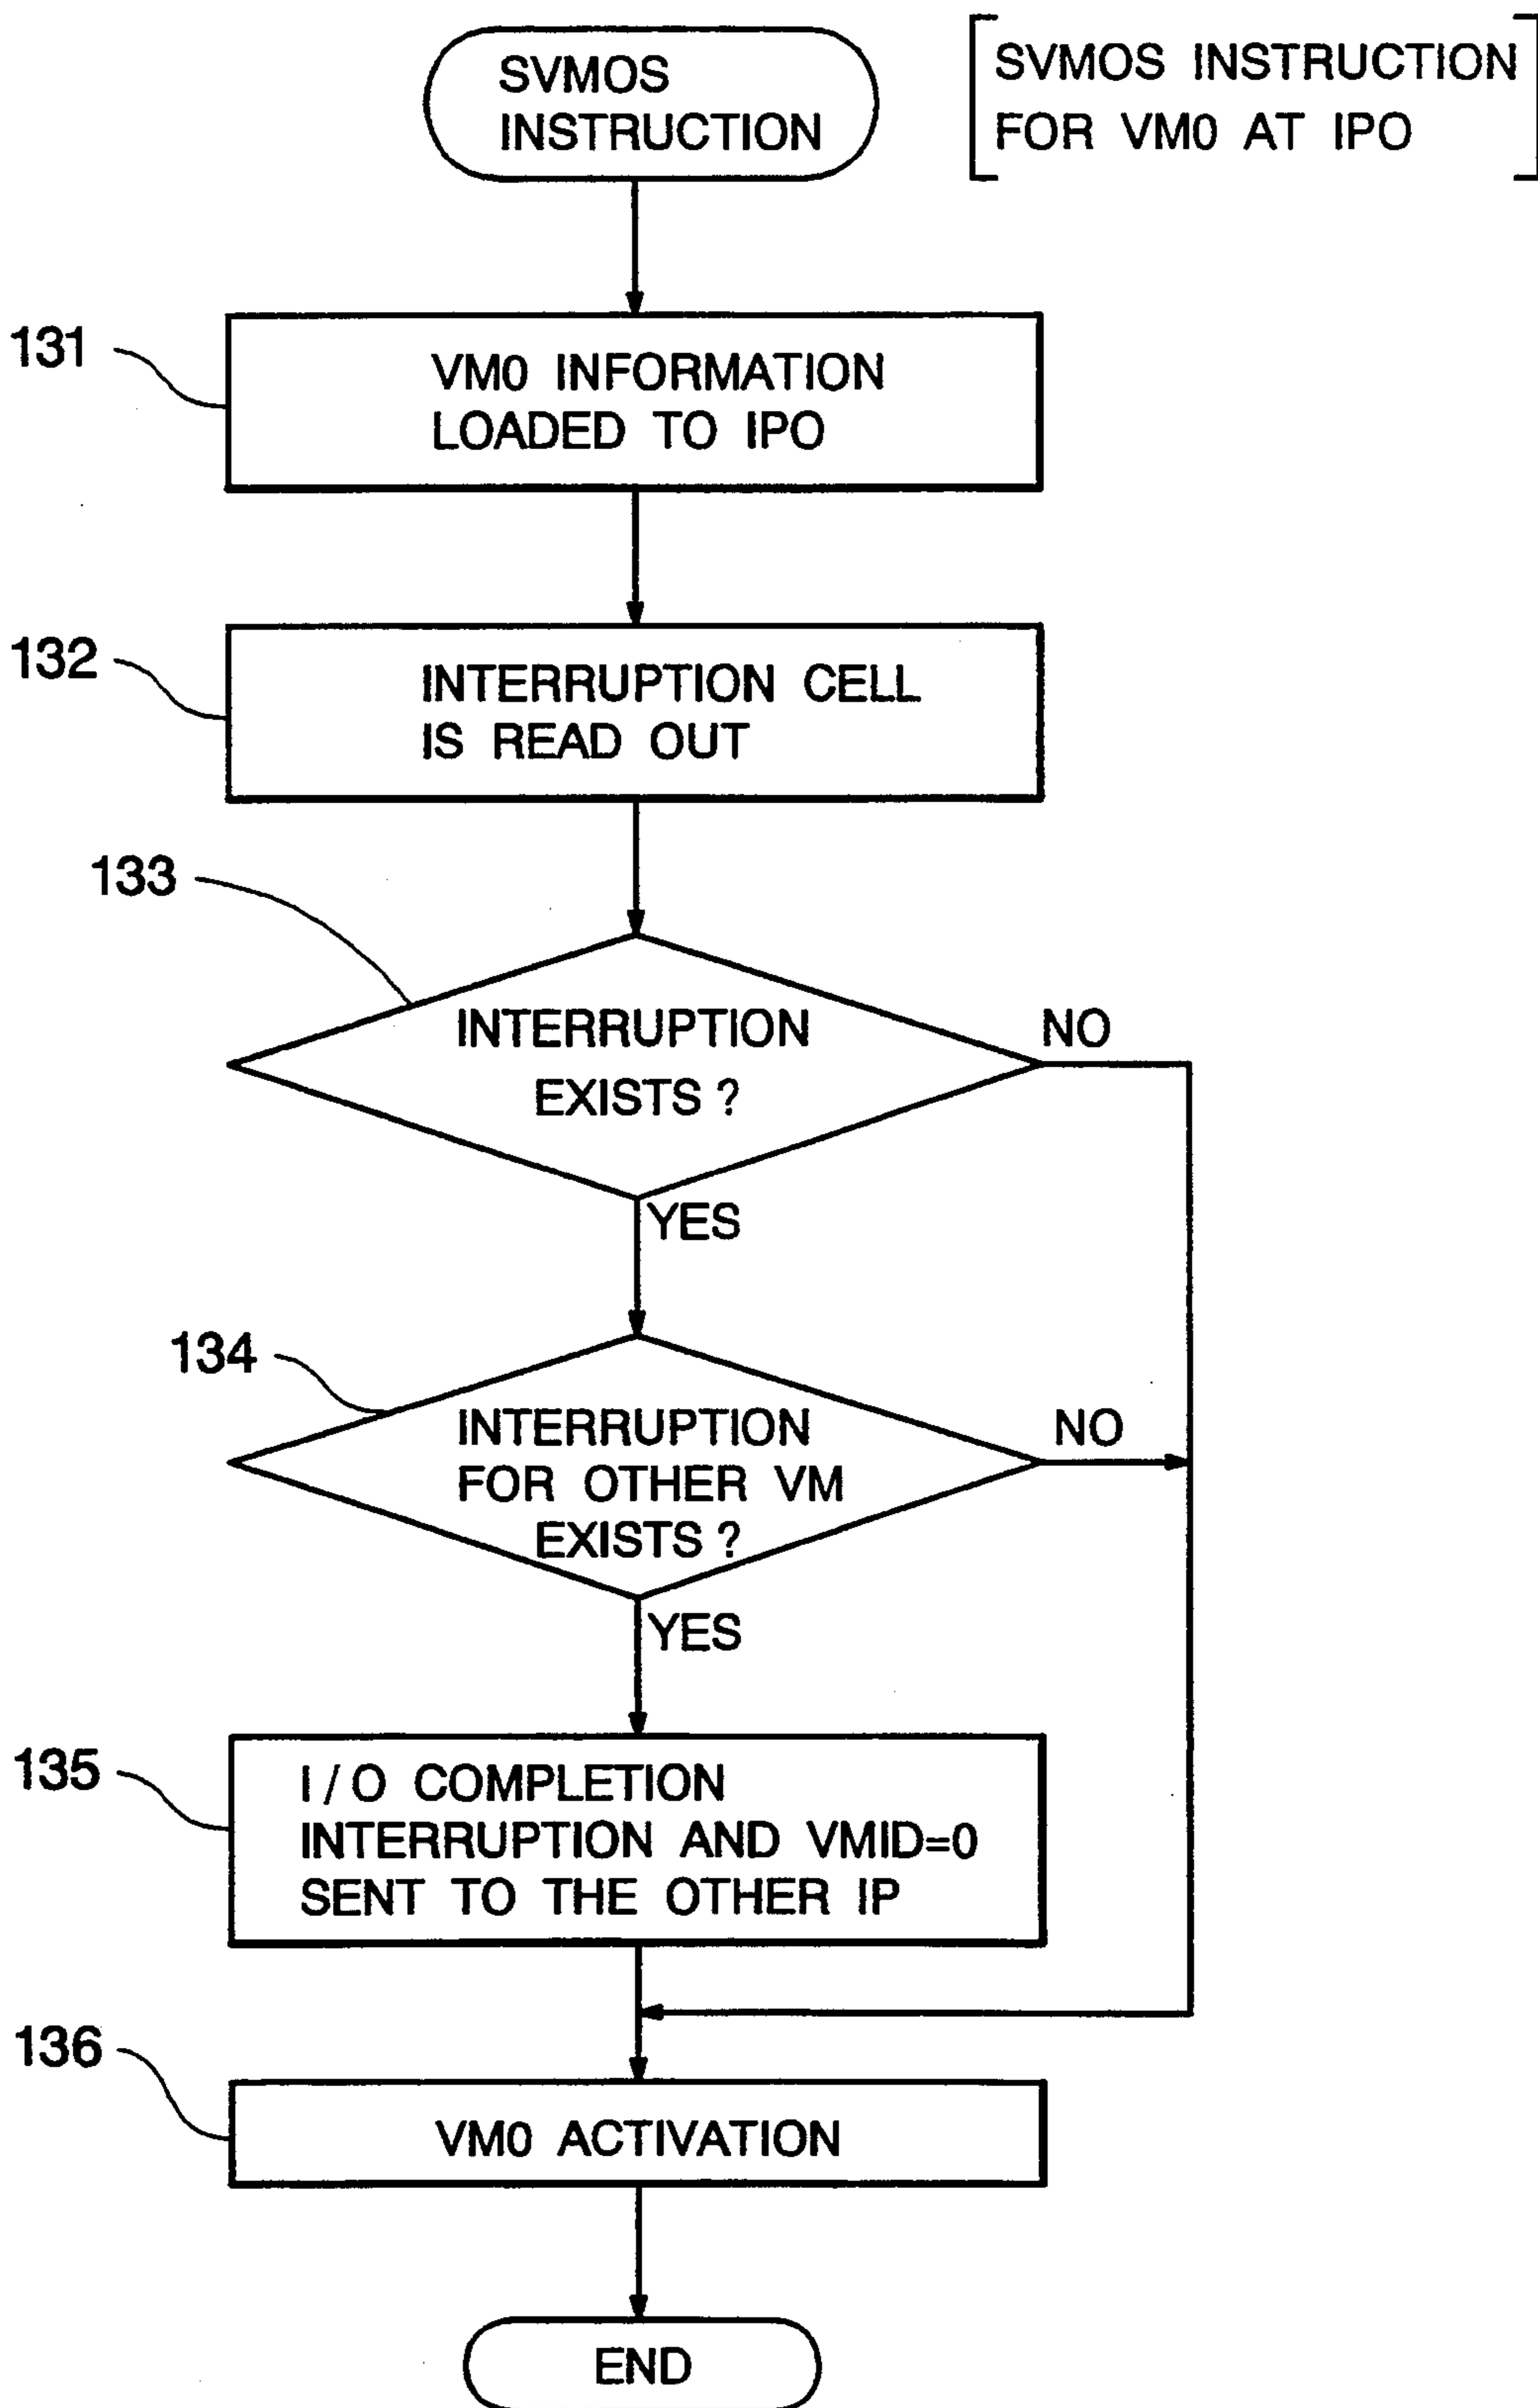 SVMOS
INSTRUCTION
SVMOS INSTRUCTION
FOR VM0 AT IPO
131
VM0 INFORMATION
LOADED TO IPO
132
INTERRUPTION CELL
IS READ OUT
133
INTERRUPTION
EXISTS ?
NO
YES
134
INTERRUPTION
FOR OTHER VM
EXISTS ?
NO
YES
135
I / O COMPLETION
INTERRUPTION AND VMID=0
SENT TO THE OTHER IP
136
VM0 ACTIVATION
END